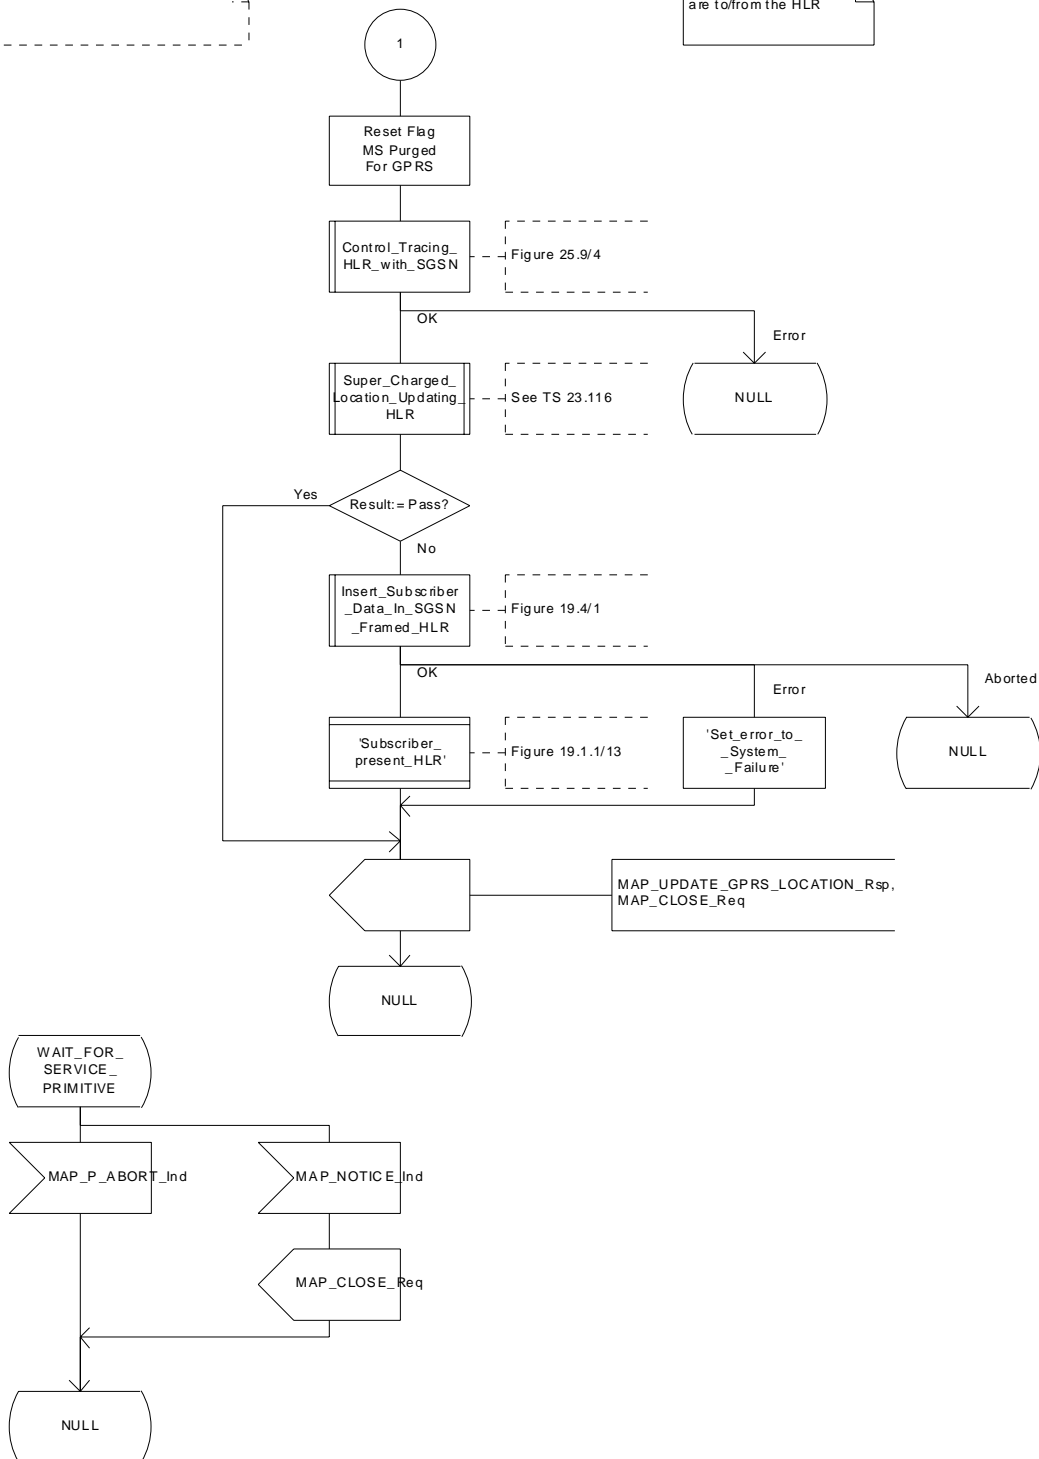 are to/from the HLR
1
Reset Flag
MS Purged
For GPRS
Control_Tracing_
HLR_with_SGSN
Figure 25.9/4
OK
Error
Super_Charged_
Location_Updating_
HLR
See TS 23.116
NULL
Yes
Result:= Pass?
No
Insert_Subscriber
_Data_In_SGSN
_Framed_HLR
Figure 19.4/1
OK
Error
Aborted
'Subscriber_
present_HLR'
Figure 19.1.1/13
'Set_error_to_
_System_
_Failure'
NULL
MAP_UPDATE_GPRS_LOCATION_Rsp,
MAP_CLOSE_Req
NULL
WAIT_FOR_
SERVICE_
PRIMITIVE
MAP_P_ABORT_Ind
MAP_NOTICE_Ind
MAP_CLOSE_Req
NULL